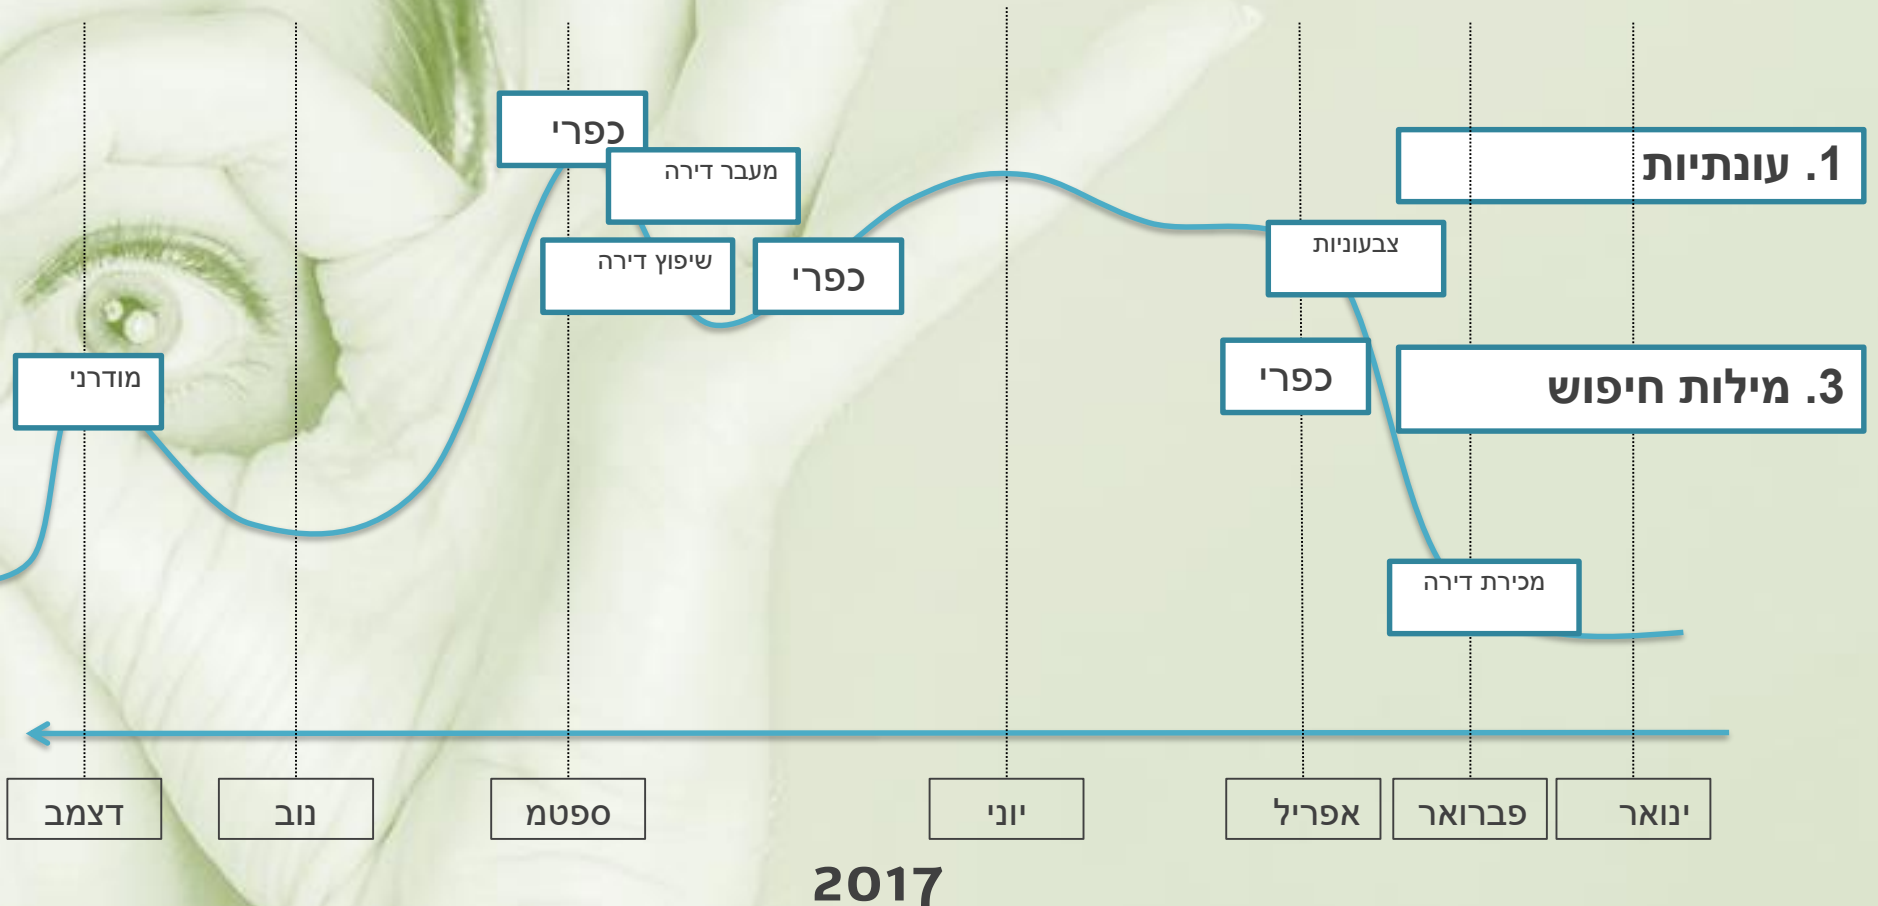 1. עונתיות
3. מילות חיפוש
כפרי
מעבר דירה
שיפוץ דירה
כפרי
צבעוניות
כפרי
מודרני
מכירת דירה
ינואר
פברואר
אפריל
יוני
ספטמ
נוב
דצמב
2017